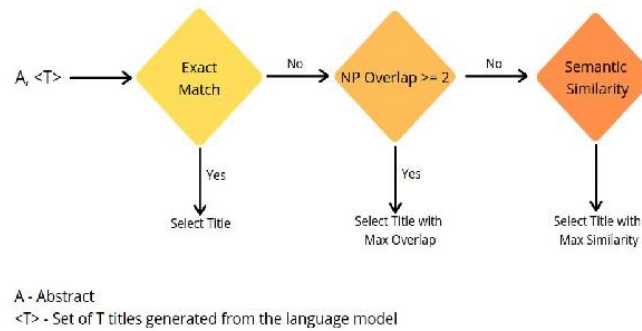 A, <T>
Exact
Match
No
NP Overlap >= 2
No
Semantic
Similarity
Yes
Yes
Select Title
Select Title with
Max Overlap
Select Title with
Max Similarity
A - Abstract
<T> - Set of T titles generated from the language model